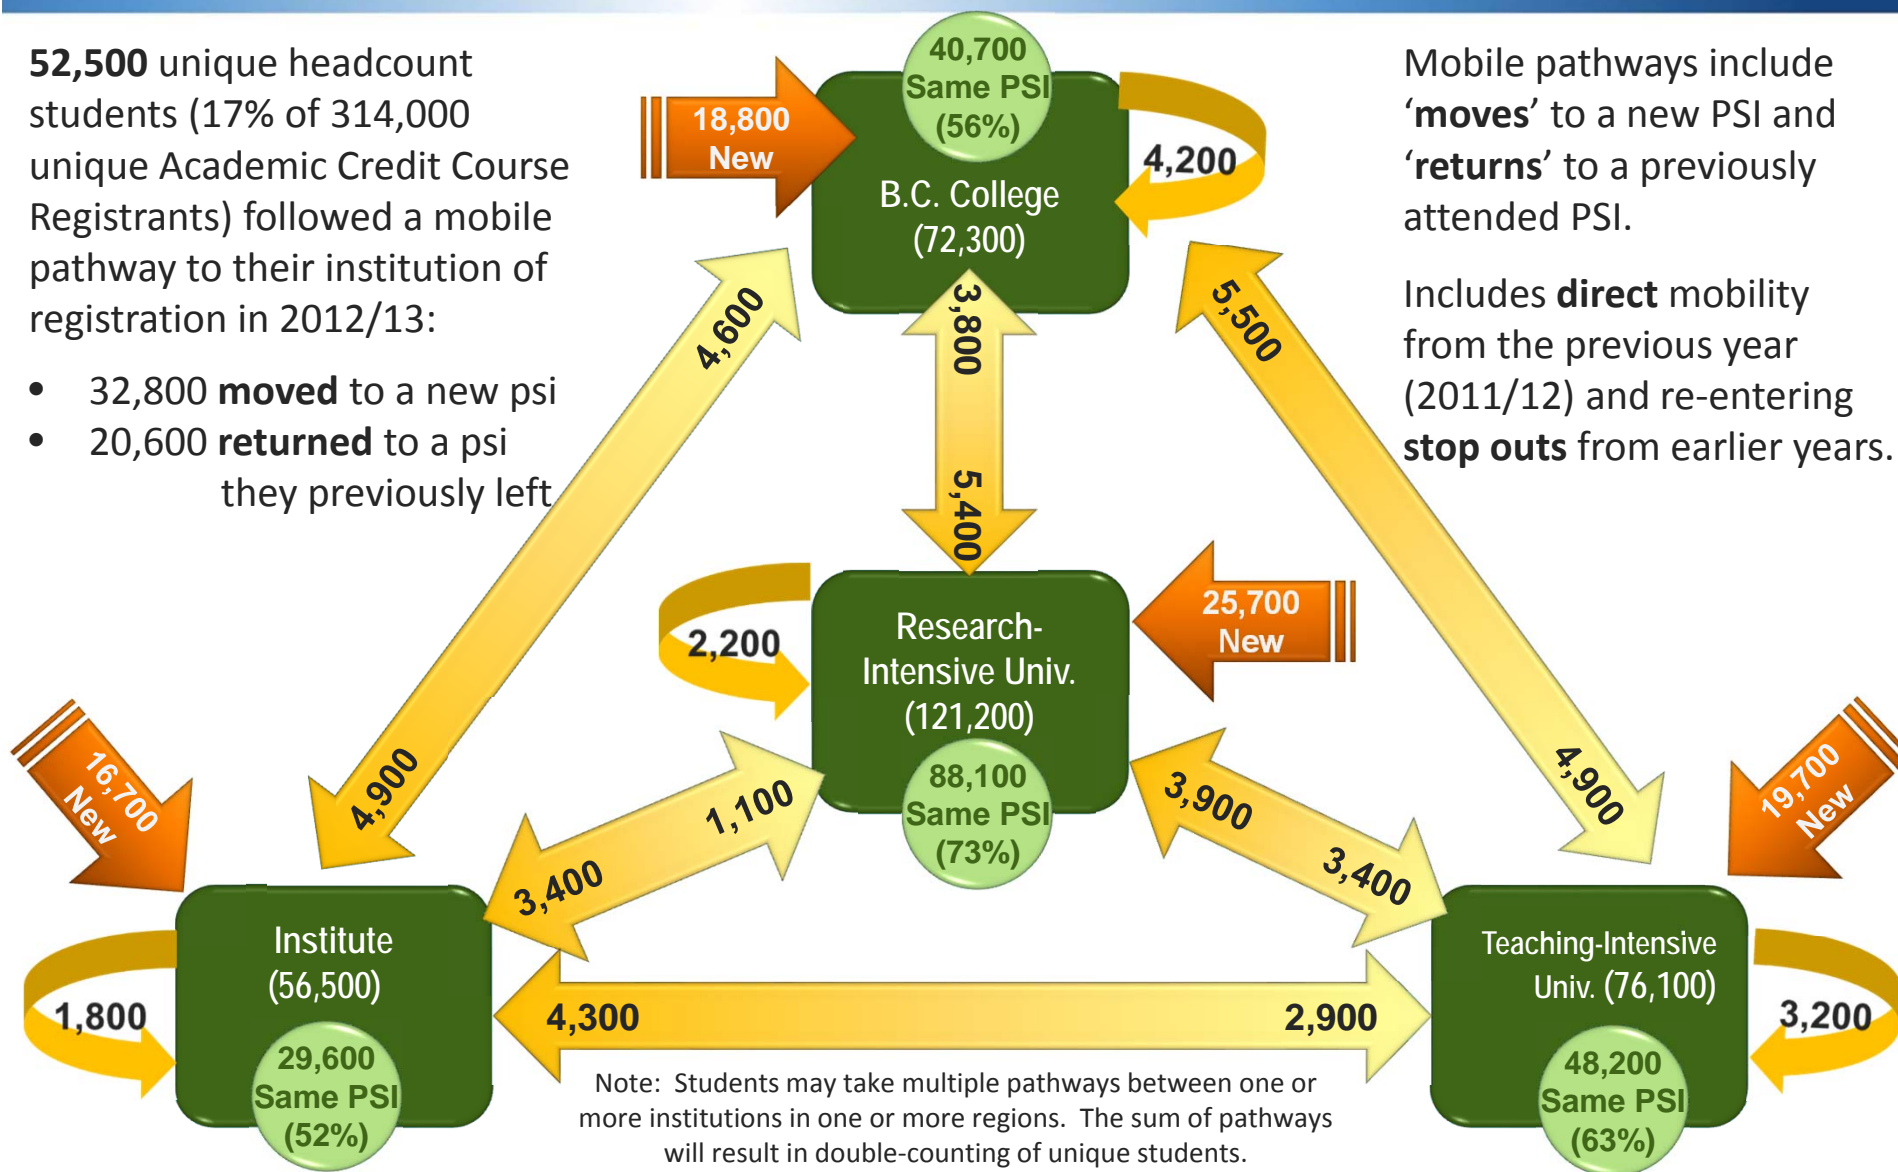 52,500 unique headcount
students (17% of 314,000
unique Academic Credit Course
Registrants) followed a mobile
pathway to their institution of
registration in 2012/13:
• 32,800 moved to a new psi
• 20,600 returned to a psi
they previously left
40,700
Same PSI
(56%)
18,800
New
B.C. College
(72,300)
4,200
Mobile pathways include
‘moves’ to a new PSI and
‘returns’ to a previously
attended PSI.
Includes direct mobility
from the previous year
(2011/12) and re-entering
stop outs from earlier years.
4,600
4,900
3,800
5,400
5,500
4,900
2,200
Research-
Intensive Univ.
(121,200)
88,100
Same PSI
(73%)
25,700
New
16,700
New
1,100
3,400
3,900
3,400
19,700
New
Institute
(56,500)
1,800
29,600
Same PSI
(52%)
4,300
2,900
Teaching-Intensive
Univ. (76,100)
3,200
48,200
Same PSI
(63%)
Note: Students may take multiple pathways between one or
more institutions in one or more regions. The sum of pathways
will result in double-counting of unique students.